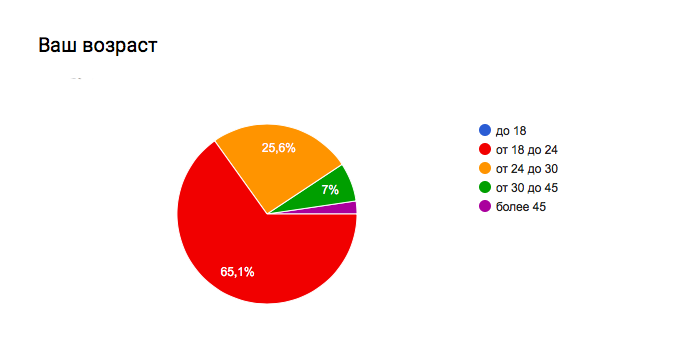 Ваш возраст
25,6%
7%
65,1%
до 18
от 18 до 24
от 24 до 30
от 30 до 45
более 45